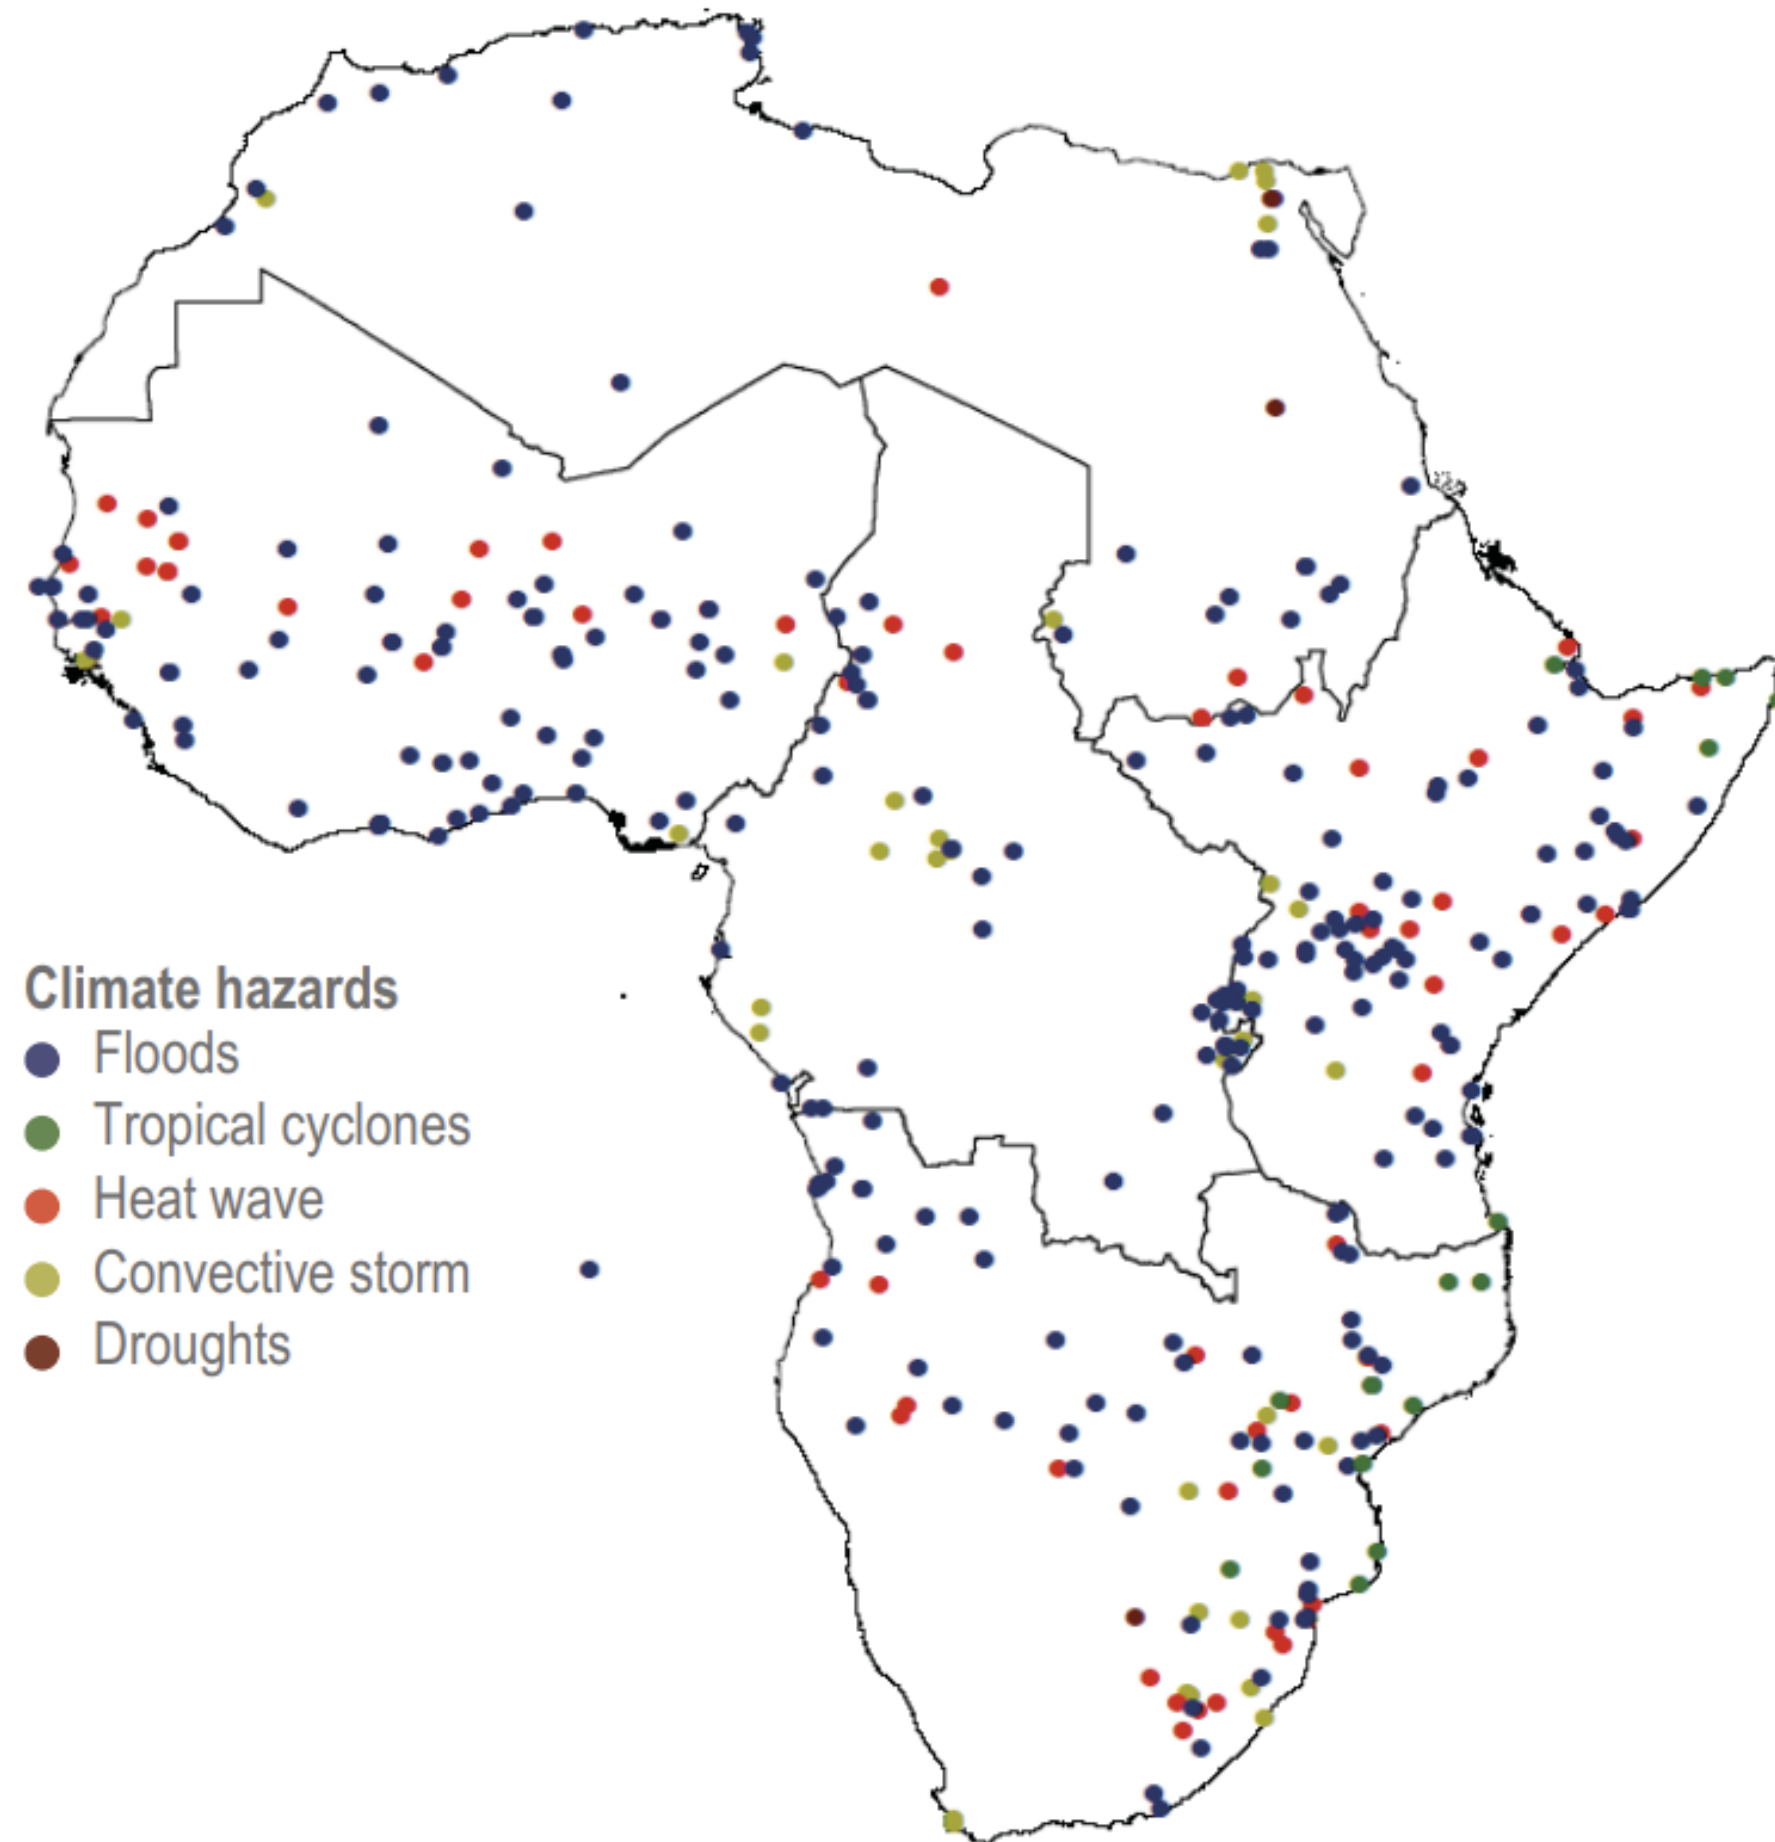 Climate hazards
Floods
Tropical cyclones
Heat wave
Convective storm
Droughts